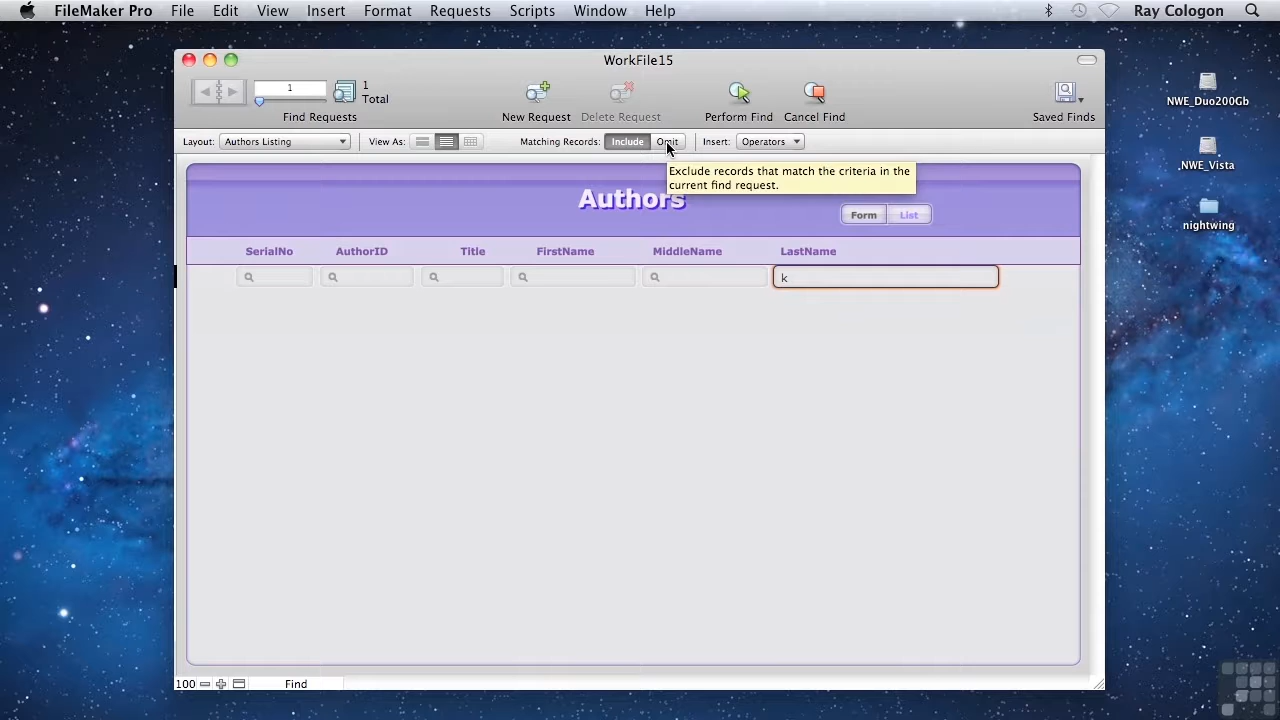 FileMaker Pro File Edit View Insert Format Requests Scripts Window Help Ray Cologon
WorkFile15
1
1
Total
Find Requests New Request Delete Request Perform Find Cancel Find Saved Finds
Layout: Authors Listing View As: Matching Records: Include Omit Insert: Operators
Exclude records that match the criteria in the
current find request.
Authors
Form List
SerialNo AuthorID Title FirstName MiddleName LastName
k
100 Find
NWE_Duo200Gb
.NWE_Vista
nightwing